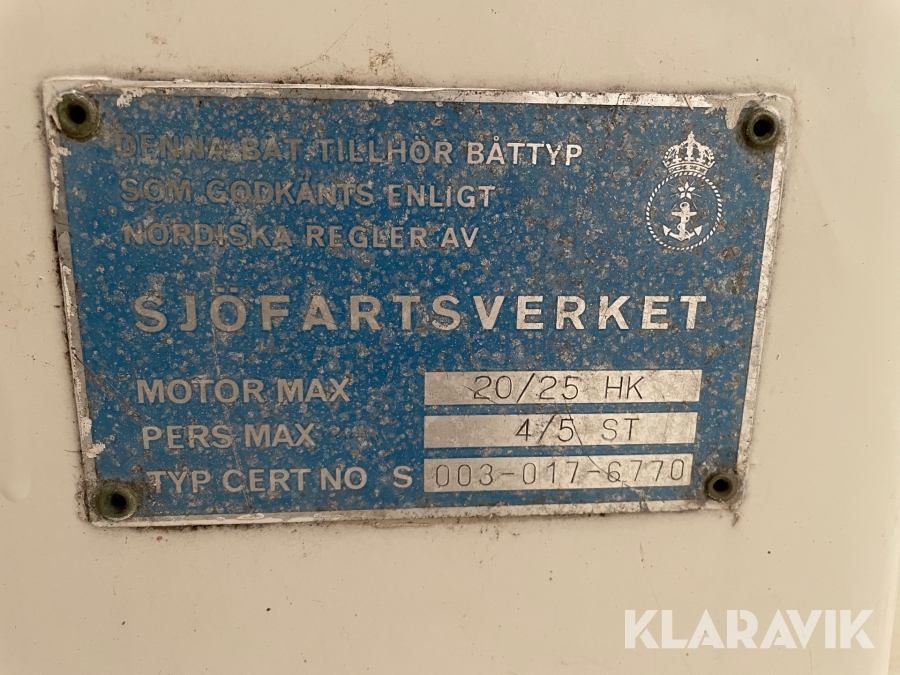 DENNA BÅT TILLHÖR BÅTTYP
SOM GODKÄNTS ENLIGT
NORDISKA REGLER AV
SJÖFARTSVERKET
MOTOR MAX 20/25 HK
PERS MAX 4/5 ST
TYP CERT NO S 003-017-6770
KLARAVIK